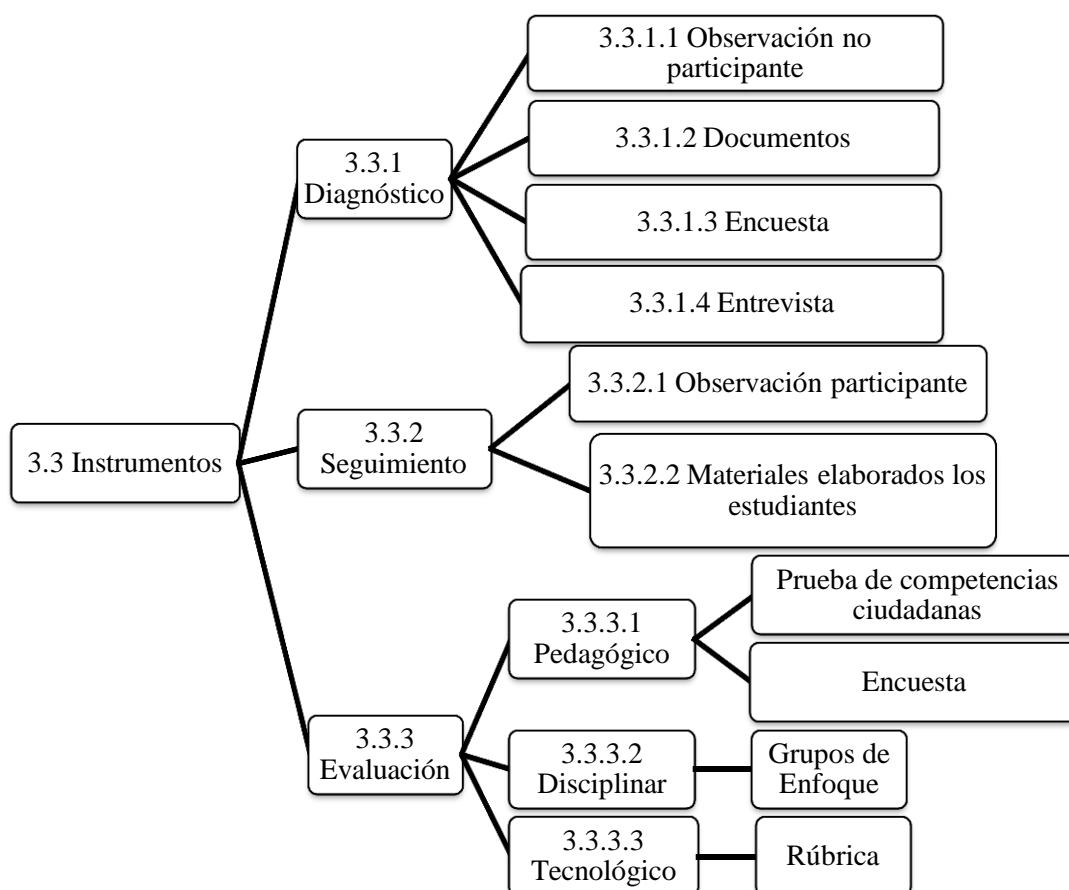 3.3 Instrumentos
3.3.1
Diagnóstico
3.3.1.1 Observación no
participante
3.3.1.2 Documentos
3.3.1.3 Encuesta
3.3.1.4 Entrevista
3.3.2
Seguimiento
3.3.2.1 Observación participante
3.3.2.2 Materiales elaborados los
estudiantes
3.3.3
Evaluación
3.3.3.1
Pedagógico
Prueba de competencias
ciudadanas
Encuesta
3.3.3.2
Disciplinar
Grupos de
Enfoque
3.3.3.3
Tecnológico
Rúbrica